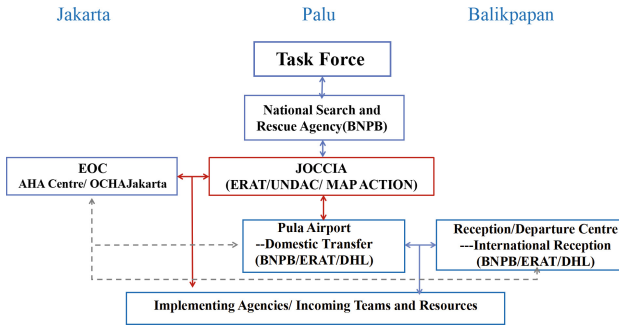 Jakarta
Palu
Balikpapan
Task Force
National Search and
Rescue Agency(BNPB)
EOC
AHA Centre/ OCHAJakarta
JOCCIA
(ERAT/UNDAC/ MAP ACTION)
Pula Airport
--Domestic Transfer
(BNPB/ERAT/DHL)
Reception/Departure Centre
---International Reception
(BNPB/ERAT/DHL)
Implementing Agencies/ Incoming Teams and Resources